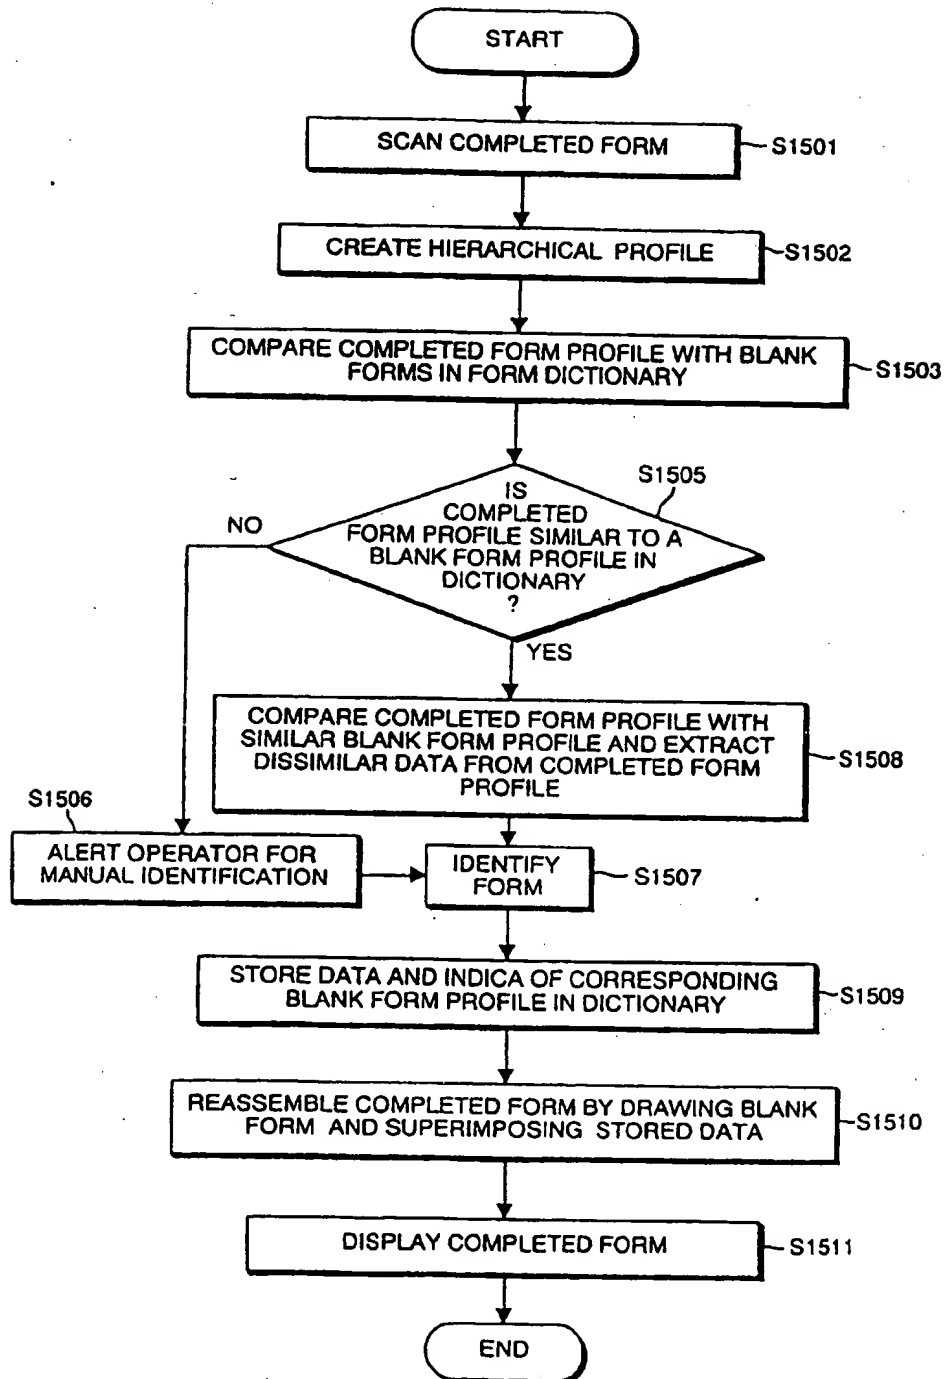 START
SCAN COMPLETED FORM
S1501
CREATE HIERARCHICAL PROFILE
S1502
COMPARE COMPLETED FORM PROFILE WITH BLANK
FORMS IN FORM DICTIONARY
S1503
S1505
IS
COMPLETED
FORM PROFILE SIMILAR TO A
BLANK FORM PROFILE IN
DICTIONARY
?
NO
YES
COMPARE COMPLETED FORM PROFILE WITH
SIMILAR BLANK FORM PROFILE AND EXTRACT
DISSIMILAR DATA FROM COMPLETED FORM
PROFILE
S1508
S1506
ALERT OPERATOR FOR
MANUAL IDENTIFICATION
IDENTIFY
FORM
S1507
STORE DATA AND INDICA OF CORRESPONDING
BLANK FORM PROFILE IN DICTIONARY
S1509
REASSEMBLE COMPLETED FORM BY DRAWING BLANK
FORM AND SUPERIMPOSING STORED DATA
S1510
DISPLAY COMPLETED FORM
S1511
END